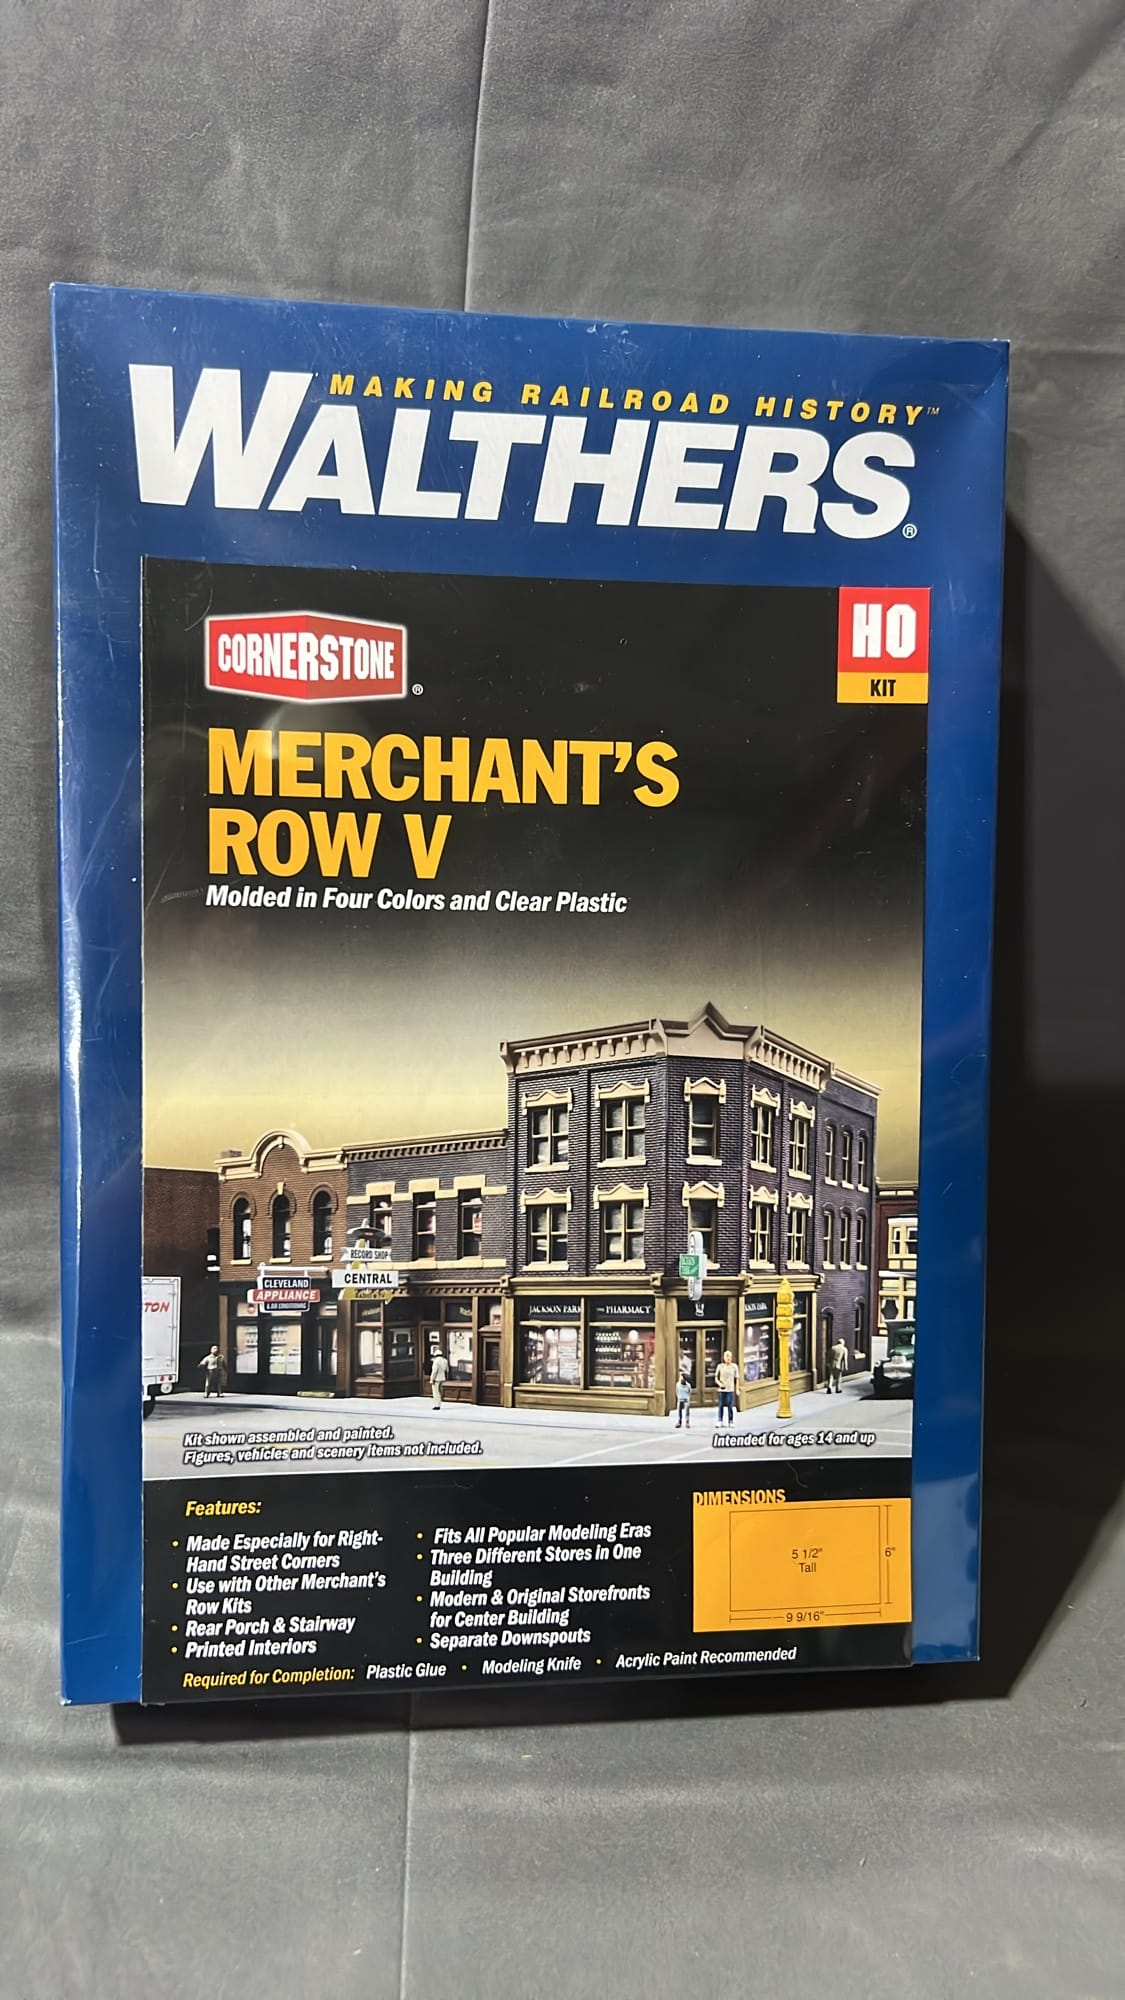 MAKING RAILROAD HISTORY™
WALTHERS®
CORNERSTONE®
HO
KIT
MERCHANT'S
ROW V
Molded in Four Colors and Clear Plastic
RECORD SHOP
CENTRAL
CLEVELAND
APPLIANCE
& AIR CONDITIONING
TON
JACKSON PARK PHARMACY
Kit shown assembled and painted.
Figures, vehicles and scenery items not included.
Intended for ages 14 and up
Features:
• Made Especially for Right-
Hand Street Corners
• Use with Other Merchant's
Row Kits
• Rear Porch & Stairway
• Printed Interiors
• Fits All Popular Modeling Eras
• Three Different Stores in One
Building
• Modern & Original Storefronts
for Center Building
• Separate Downspouts
DIMENSIONS
5 1/2"
Tall
6"
9 9/16"
Required for Completion: Plastic Glue • Modeling Knife • Acrylic Paint Recommended